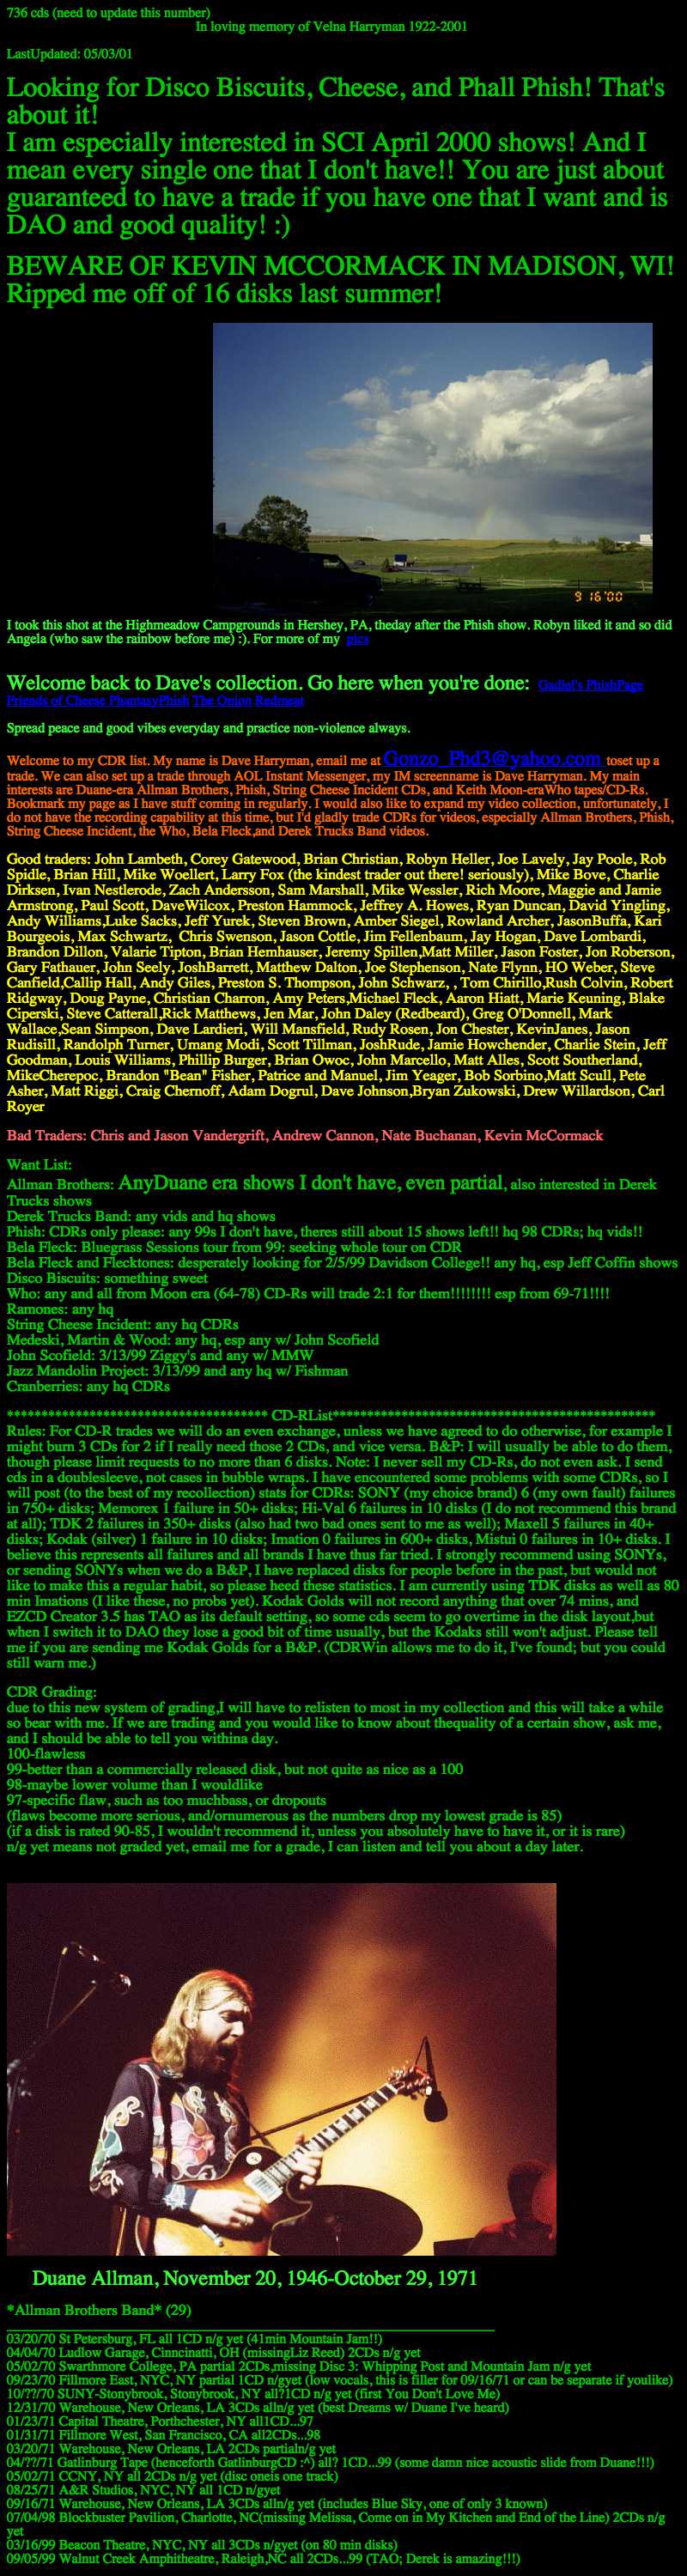 736 cds (need to update this number)
In loving memory of Velna Harryman 1922-2001
LastUpdated: 05/03/01
Looking for Disco Biscuits, Cheese, and Phall Phish! That's
about it!
I am especially interested in SCI April 2000 shows! And I
mean every single one that I don't have!! You are just about
guaranteed to have a trade if you have one that I want and is
DAO and good quality! :)
BEWARE OF KEVIN MCCORMACK IN MADISON, WI!
Ripped me off of 16 disks last summer!
9 16 '00
I took this shot at the Highmeadow Campgrounds in Hershey, PA, theday after the Phish show. Robyn liked it and so did
Angela (who saw the rainbow before me) :). For more of my pics
Welcome back to Dave's collection. Go here when you're done: Gadiel's PhishPage
Friends of Cheese PhantasyPhish The Onion Redmeat
Spread peace and good vibes everyday and practice non-violence always.
Welcome to my CDR list. My name is Dave Harryman, email me at Gonzo_Phd3@yahoo.com toset up a
trade. We can also set up a trade through AOL Instant Messenger, my IM screenname is Dave Harryman. My main
interests are Duane-era Allman Brothers, Phish, String Cheese Incident CDs, and Keith Moon-eraWho tapes/CD-Rs.
Bookmark my page as I have stuff coming in regularly. I would also like to expand my video collection, unfortunately, I
do not have the recording capability at this time, but I'd gladly trade CDRs for videos, especially Allman Brothers, Phish,
String Cheese Incident, the Who, Bela Fleck,and Derek Trucks Band videos.
Good traders: John Lambeth, Corey Gatewood, Brian Christian, Robyn Heller, Joe Lavely, Jay Poole, Rob
Spidle, Brian Hill, Mike Woellert, Larry Fox (the kindest trader out there! seriously), Mike Bove, Charlie
Dirksen, Ivan Nestlerode, Zach Andersson, Sam Marshall, Mike Wessler, Rich Moore, Maggie and Jamie
Armstrong, Paul Scott, DaveWilcox, Preston Hammock, Jeffrey A. Howes, Ryan Duncan, David Yingling,
Andy Williams,Luke Sacks, Jeff Yurek, Steven Brown, Amber Siegel, Rowland Archer, JasonBuffa, Kari
Bourgeois, Max Schwartz, Chris Swenson, Jason Cottle, Jim Fellenbaum, Jay Hogan, Dave Lombardi,
Brandon Dillon, Valarie Tipton, Brian Hemhauser, Jeremy Spillen,Matt Miller, Jason Foster, Jon Roberson,
Gary Fathauer, John Seely, JoshBarrett, Matthew Dalton, Joe Stephenson, Nate Flynn, HO Weber, Steve
Canfield,Callip Hall, Andy Giles, Preston S. Thompson, John Schwarz, , Tom Chirillo,Rush Colvin, Robert
Ridgway, Doug Payne, Christian Charron, Amy Peters,Michael Fleck, Aaron Hiatt, Marie Keuning, Blake
Ciperski, Steve Catterall,Rick Matthews, Jen Mar, John Daley (Redbeard), Greg O'Donnell, Mark
Wallace,Sean Simpson, Dave Lardieri, Will Mansfield, Rudy Rosen, Jon Chester, KevinJanes, Jason
Rudisill, Randolph Turner, Umang Modi, Scott Tillman, JoshRude, Jamie Howchender, Charlie Stein, Jeff
Goodman, Louis Williams, Phillip Burger, Brian Owoc, John Marcello, Matt Alles, Scott Southerland,
MikeCherepoc, Brandon "Bean" Fisher, Patrice and Manuel, Jim Yeager, Bob Sorbino,Matt Scull, Pete
Asher, Matt Riggi, Craig Chernoff, Adam Dogrul, Dave Johnson,Bryan Zukowski, Drew Willardson, Carl
Royer
Bad Traders: Chris and Jason Vandergrift, Andrew Cannon, Nate Buchanan, Kevin McCormack
Want List:
Allman Brothers: AnyDuane era shows I don't have, even partial, also interested in Derek
Trucks shows
Derek Trucks Band: any vids and hq shows
Phish: CDRs only please: any 99s I don't have, theres still about 15 shows left!! hq 98 CDRs; hq vids!!
Bela Fleck: Bluegrass Sessions tour from 99: seeking whole tour on CDR
Bela Fleck and Flecktones: desperately looking for 2/5/99 Davidson College!! any hq, esp Jeff Coffin shows
Disco Biscuits: something sweet
Who: any and all from Moon era (64-78) CD-Rs will trade 2:1 for them!!!!!!!! esp from 69-71!!!!
Ramones: any hq
String Cheese Incident: any hq CDRs
Medeski, Martin & Wood: any hq, esp any w/ John Scofield
John Scofield: 3/13/99 Ziggy's and any w/ MMW
Jazz Mandolin Project: 3/13/99 and any hq w/ Fishman
Cranberries: any hq CDRs
************************************** CD-RList***********************************************
Rules: For CD-R trades we will do an even exchange, unless we have agreed to do otherwise, for example I
might burn 3 CDs for 2 if I really need those 2 CDs, and vice versa. B&P: I will usually be able to do them,
though please limit requests to no more than 6 disks. Note: I never sell my CD-Rs, do not even ask. I send
cds in a doublesleeve, not cases in bubble wraps. I have encountered some problems with some CDRs, so I
will post (to the best of my recollection) stats for CDRs: SONY (my choice brand) 6 (my own fault) failures
in 750+ disks; Memorex 1 failure in 50+ disks; Hi-Val 6 failures in 10 disks (I do not recommend this brand
at all); TDK 2 failures in 350+ disks (also had two bad ones sent to me as well); Maxell 5 failures in 40+
disks; Kodak (silver) 1 failure in 10 disks; Imation 0 failures in 600+ disks, Mistui 0 failures in 10+ disks. I
believe this represents all failures and all brands I have thus far tried. I strongly recommend using SONYs,
or sending SONYs when we do a B&P, I have replaced disks for people before in the past, but would not
like to make this a regular habit, so please heed these statistics. I am currently using TDK disks as well as 80
min Imations (I like these, no probs yet). Kodak Golds will not record anything that over 74 mins, and
EZCD Creator 3.5 has TAO as its default setting, so some cds seem to go overtime in the disk layout,but
when I switch it to DAO they lose a good bit of time usually, but the Kodaks still won't adjust. Please tell
me if you are sending me Kodak Golds for a B&P. (CDRWin allows me to do it, I've found; but you could
still warn me.)
CDR Grading:
due to this new system of grading,I will have to relisten to most in my collection and this will take a while
so bear with me. If we are trading and you would like to know about thequality of a certain show, ask me,
and I should be able to tell you withina day.
100-flawless
99-better than a commercially released disk, but not quite as nice as a 100
98-maybe lower volume than I wouldlike
97-specific flaw, such as too muchbass, or dropouts
(flaws become more serious, and/ornumerous as the numbers drop my lowest grade is 85)
(if a disk is rated 90-85, I wouldn't recommend it, unless you absolutely have to have it, or it is rare)
n/g yet means not graded yet, email me for a grade, I can listen and tell you about a day later.
Duane Allman, November 20, 1946-October 29, 1971
*Allman Brothers Band* (29)
03/20/70 St Petersburg, FL all 1CD n/g yet (41min Mountain Jam!!)
04/04/70 Ludlow Garage, Cinncinatti, OH (missingLiz Reed) 2CDs n/g yet
05/02/70 Swarthmore College, PA partial 2CDs,missing Disc 3: Whipping Post and Mountain Jam n/g yet
09/23/70 Fillmore East, NYC, NY partial 1CD n/gyet (low vocals, this is filler for 09/16/71 or can be separate if youlike)
10/??/70 SUNY-Stonybrook, Stonybrook, NY all?1CD n/g yet (first You Don't Love Me)
12/31/70 Warehouse, New Orleans, LA 3CDs alln/g yet (best Dreams w/ Duane I've heard)
01/23/71 Capital Theatre, Porthchester, NY all1CD...97
01/31/71 Fillmore West, San Francisco, CA all2CDs...98
03/20/71 Warehouse, New Orleans, LA 2CDs partialn/g yet
04/??/71 Gatlinburg Tape (henceforth GatlinburgCD :^) all? 1CD...99 (some damn nice acoustic slide from Duane!!!)
05/02/71 CCNY, NY all 2CDs n/g yet (disc oneis one track)
08/25/71 A&R Studios, NYC, NY all 1CD n/gyet
09/16/71 Warehouse, New Orleans, LA 3CDs alln/g yet (includes Blue Sky, one of only 3 known)
07/04/98 Blockbuster Pavilion, Charlotte, NC(missing Melissa, Come on in My Kitchen and End of the Line) 2CDs n/g
yet
03/16/99 Beacon Theatre, NYC, NY all 3CDs n/gyet (on 80 min disks)
09/05/99 Walnut Creek Amphitheatre, Raleigh,NC all 2CDs...99 (TAO; Derek is amazing!!!)